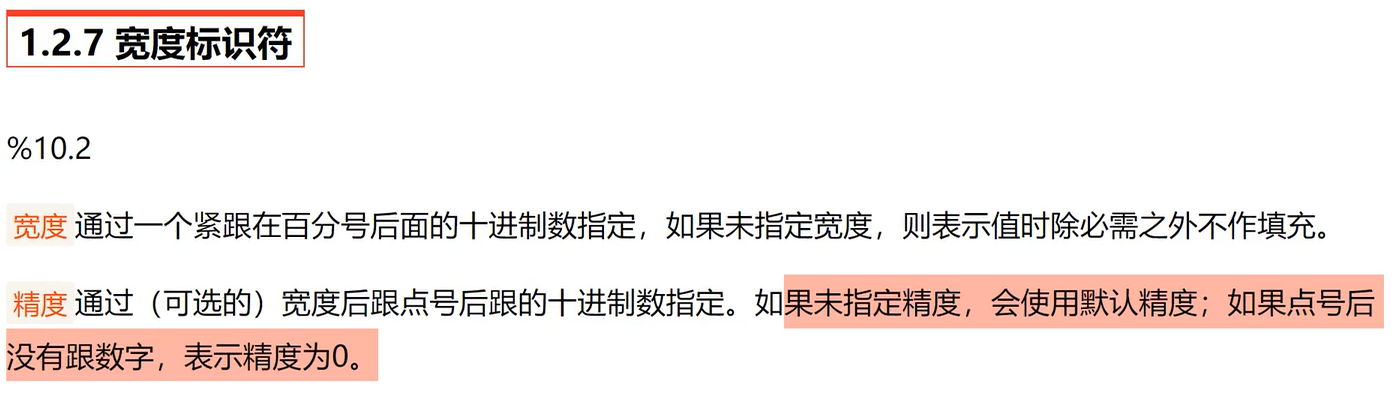 1.2.7 宽度标识符
%10.2
宽度通过一个紧跟在百分号后面的十进制数指定，如果未指定宽度，则表示值时除必需之外不作填充。
精度通过（可选的）宽度后跟点号后跟的十进制数指定。如果未指定精度，会使用默认精度；如果点号后
没有跟数字，表示精度为0。